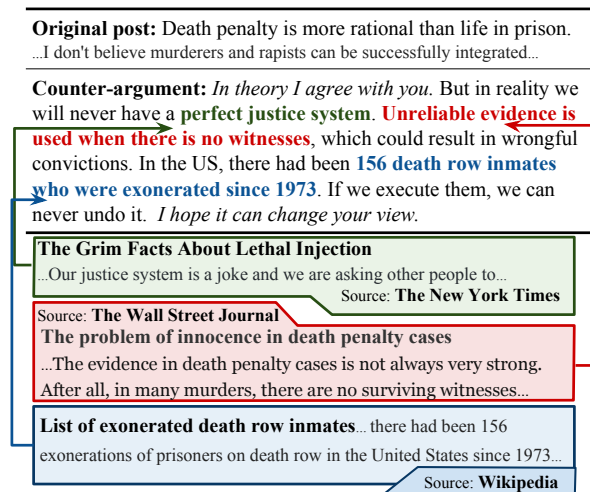 Original post: Death penalty is more rational than life in prison.
...I don't believe murderers and rapists can be successfully integrated...
Counter-argument: In theory I agree with you. But in reality we
will never have a perfect justice system. Unreliable evidence is
used when there is no witnesses, which could result in wrongful
convictions. In the US, there had been 156 death row inmates
who were exonerated since 1973. If we execute them, we can
never undo it. I hope it can change your view.
The Grim Facts About Lethal Injection
...Our justice system is a joke and we are asking other people to...
Source: The New York Times
Source: The Wall Street Journal
The problem of innocence in death penalty cases
...The evidence in death penalty cases is not always very strong.
After all, in many murders, there are no surviving witnesses...
List of exonerated death row inmates... there had been 156
exonerations of prisoners on death row in the United States since 1973...
Source: Wikipedia